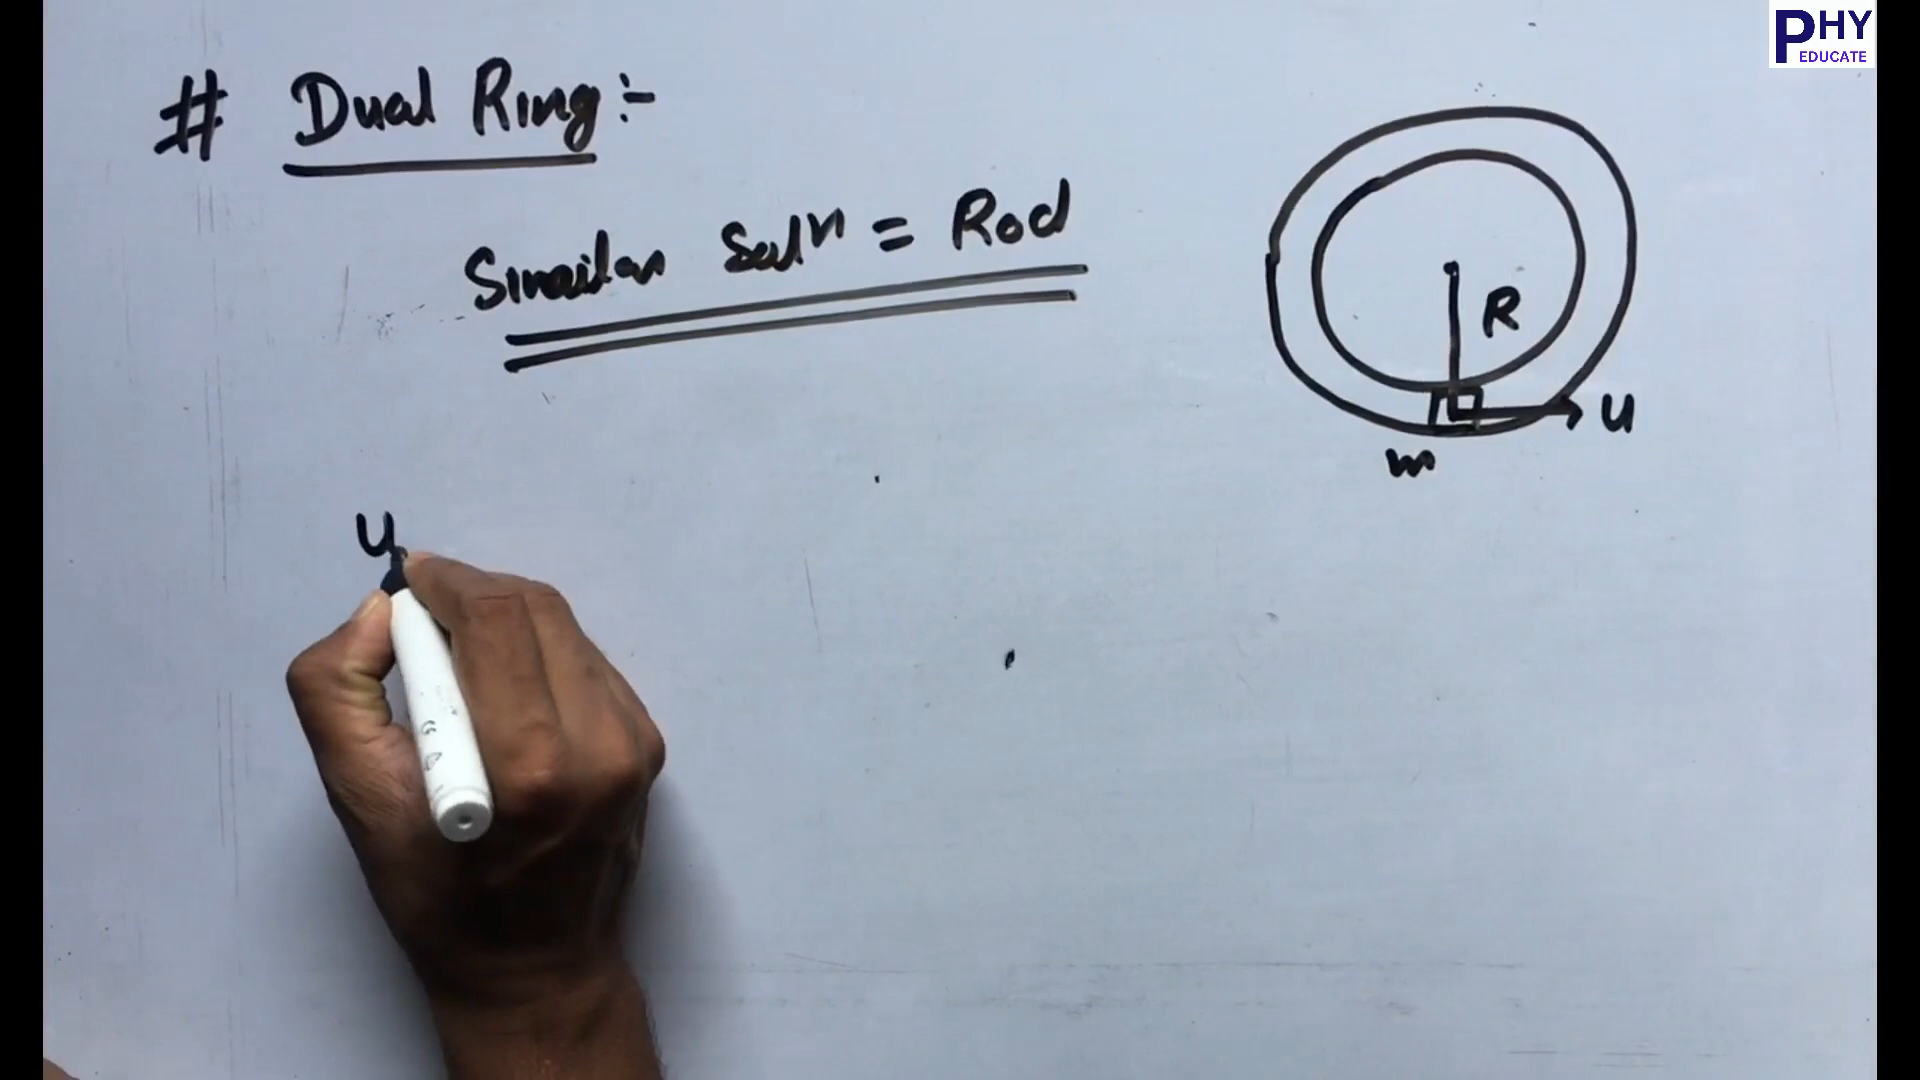 PHY
EDUCATE
# Dual Ring :-
Similar Solⁿ = Rod
R
u
m
u